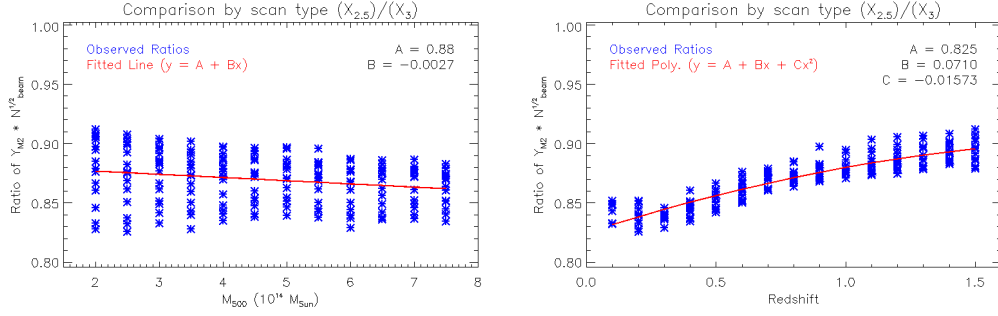 Comparison by scan type (X2.5)/(X3)
1.00
0.95
0.90
0.85
0.80
Ratio of YM2 * N1/2beam
Observed Ratios
Fitted Line (y = A + Bx)
A = 0.88
B = −0.0027
2 3 4 5 6 7 8
M500 (10^14 MSun)
Comparison by scan type (X2.5)/(X3)
1.00
0.95
0.90
0.85
0.80
Ratio of YM2 * N1/2beam
Observed Ratios
Fitted Poly. (y = A + Bx + Cx²)
A = 0.825
B = 0.0710
C = −0.01573
0.0 0.5 1.0 1.5
Redshift